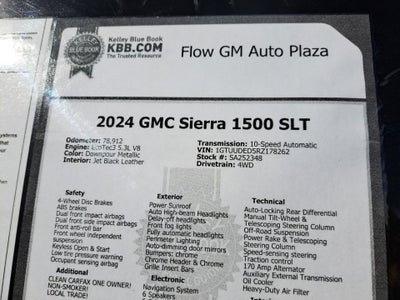 Kelley Blue Book
KBB.COM
The Trusted Resource
KELLEY
BLUE BOOK
Flow GM Auto Plaza
2024 GMC Sierra 1500 SLT
Odometer: 78,912
Engine: EcoTec3 5.3L V8
Color: Downpour Metallic
Interior: Jet Black Leather
Transmission: 10-Speed Automatic
VIN: 1GTUUDED5RZ178262
Stock #: SA252348
Drivetrain: 4WD
Safety
4-Wheel Disc Brakes
ABS brakes
Dual front impact airbags
Dual front side impact airbags
Front anti-roll bar
Front wheel independent
suspension
Keyless Open & Start
Low tire pressure warning
Occupant sensing airbag
Additional
CLEAN CARFAX ONE OWNER!
NON-SMOKER!
LOCAL TRADE!
Exterior
Power Sunroof
Auto High-beam Headlights
Delay-off headlights
Front fog lights
Fully automatic headlights
Perimeter Lighting
Auto-dimming door mirrors
Bumpers: chrome
Chrome Header & Chrome
Grille Insert Bars
Electronic
Navigation System
6 Speakers
Technical
Auto-Locking Rear Differential
Manual Tilt-Wheel &
Telescoping Steering Column
Off-Road Suspension
Power Rake & Telescoping
Steering Column
Speed-sensing steering
Traction control
170 Amp Alternator
Auxiliary External Transmission
Oil Cooler
Heavy-Duty Air Filter